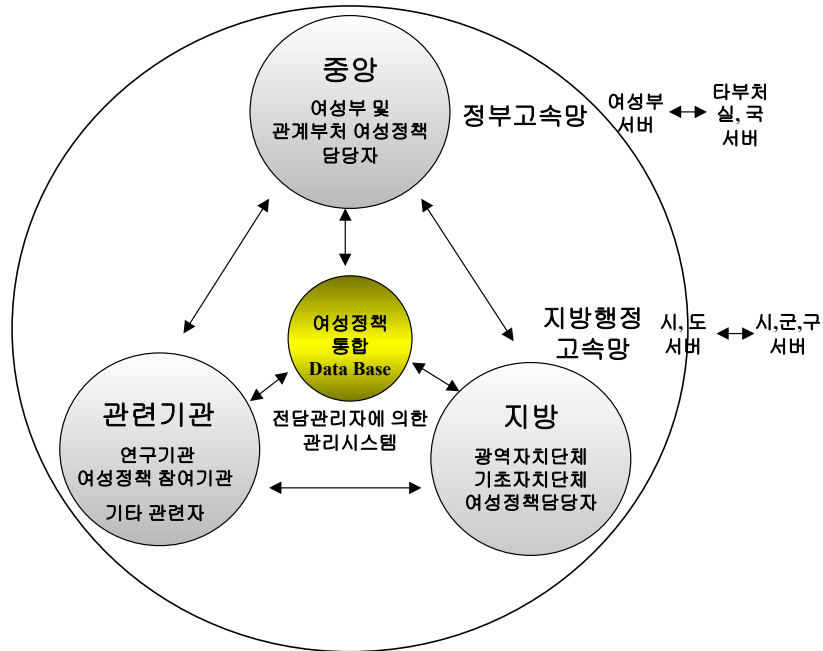 중앙
여성부 및
관계부처 여성정책
담당자
정부고속망
여성부
서버
타부처
실, 국
서버
여성정책
통합
Data Base
전담관리자에 의한
관리시스템
지방행정
고속망
시, 도
서버
시,군,구
서버
관련기관
연구기관
여성정책 참여기관
기타 관련자
지방
광역자치단체
기초자치단체
여성정책담당자